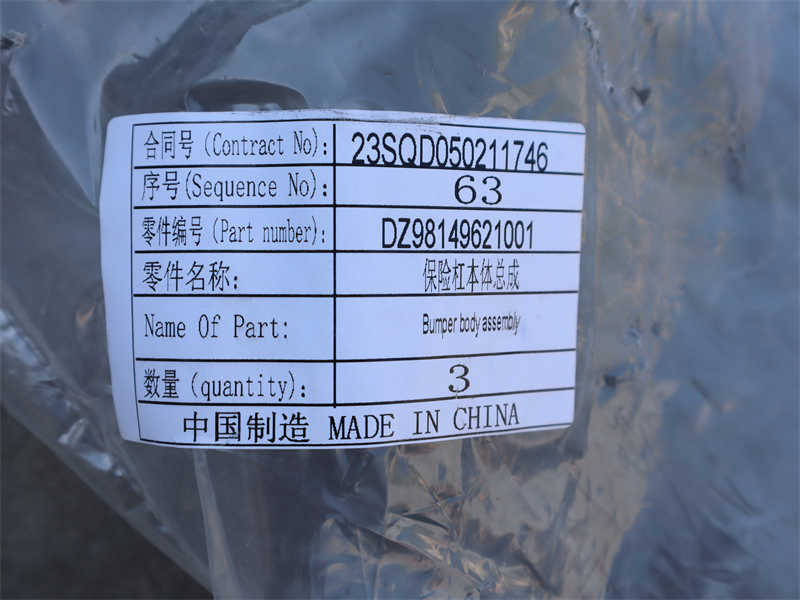 合同号 (Contract No): 23SQD050211746
序号(Sequence No): 63
零件编号 (Part number): DZ98149621001
零件名称: 保险杠本体总成
Name Of Part: Bumper body assembly
数量 (quantity): 3
中国制造 MADE IN CHINA